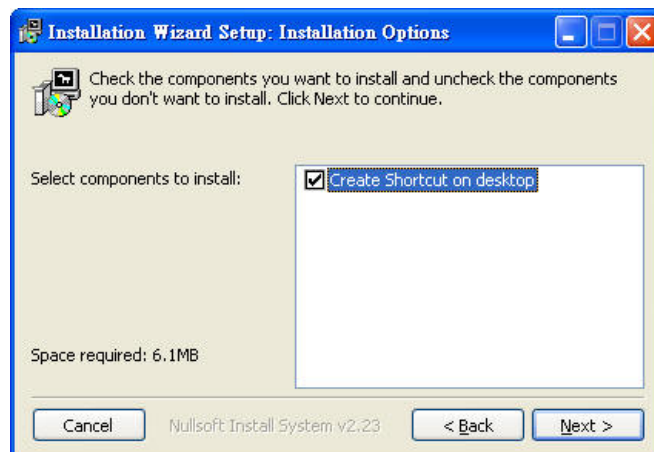 Installation Wizard Setup: Installation Options
Check the components you want to install and uncheck the components
you don't want to install. Click Next to continue.
Select components to install:
Create Shortcut on desktop
Space required: 6.1MB
Cancel
Nullsoft Install System v2.23
< Back
Next >